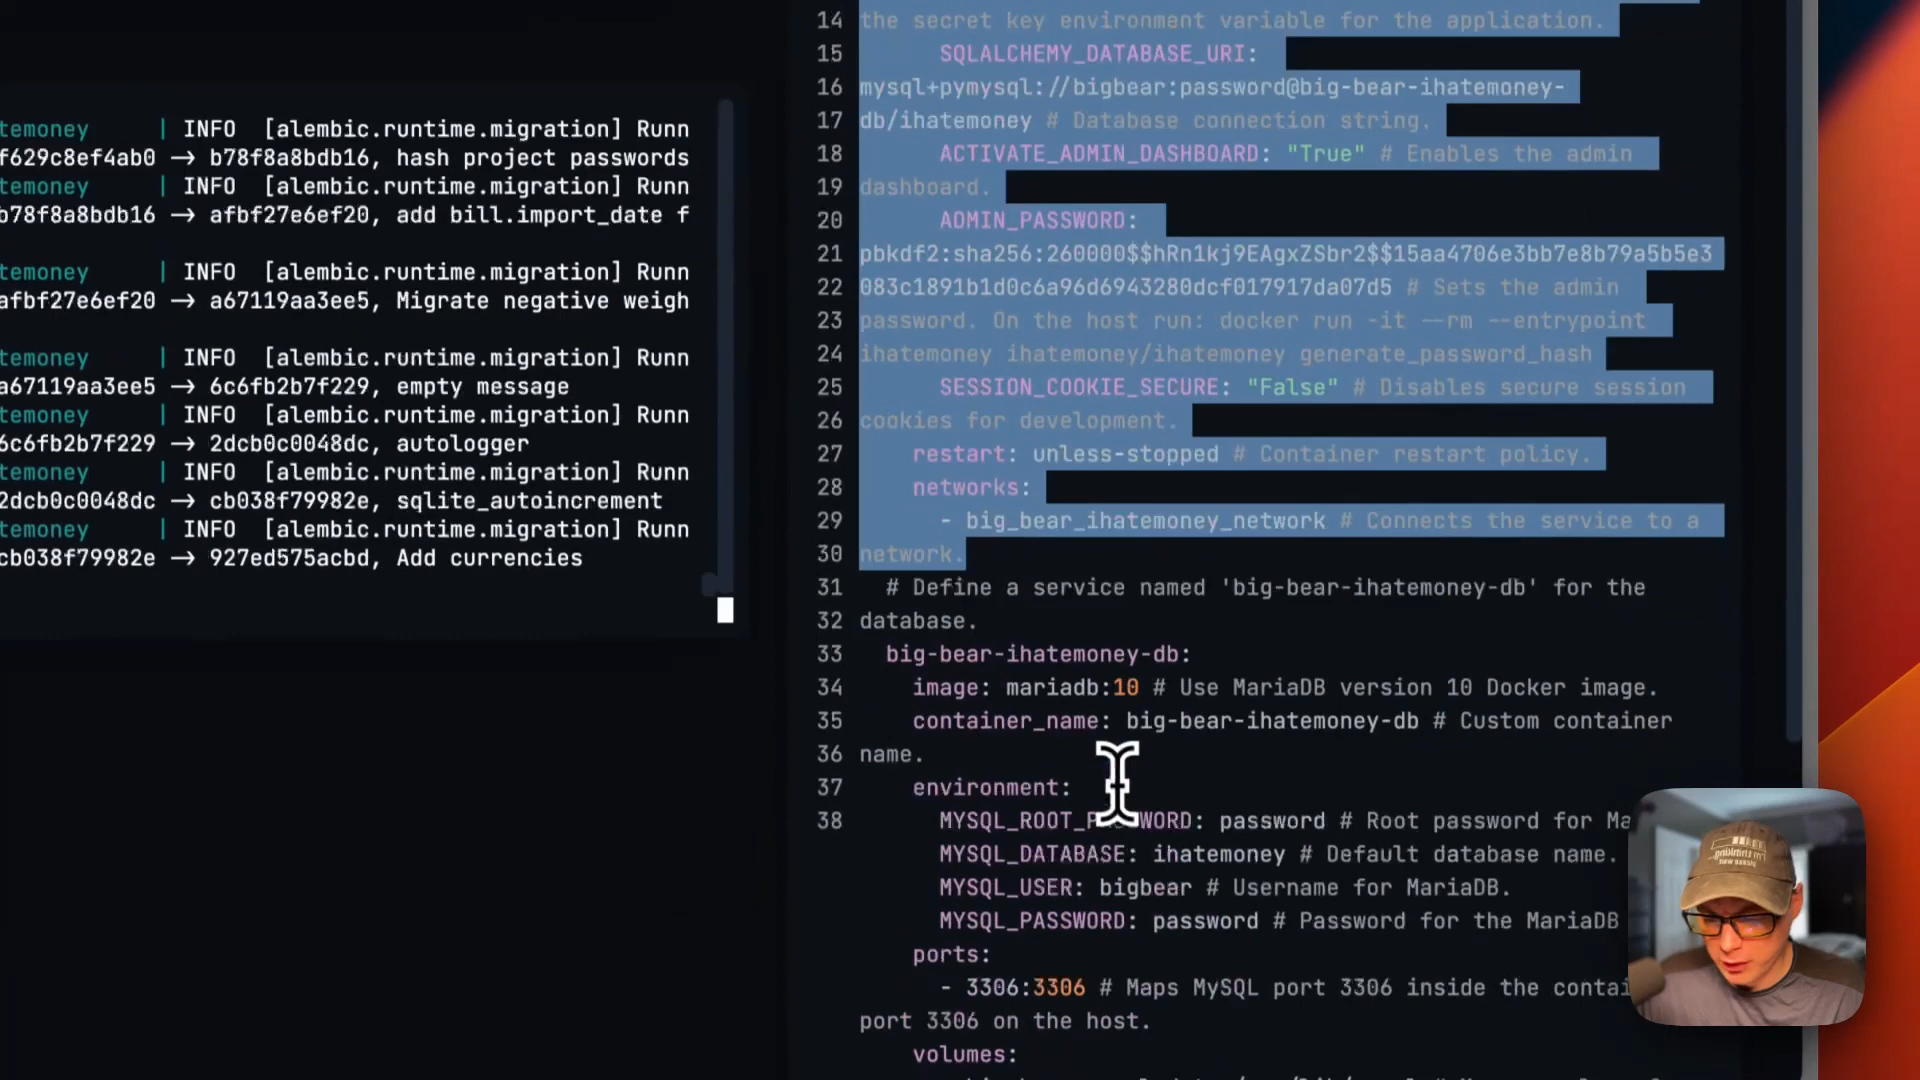 temoney | INFO [alembic.runtime.migration] Runn
f629c8ef4ab0 -> b78f8a8bdb16, hash project passwords
temoney | INFO [alembic.runtime.migration] Runn
b78f8a8bdb16 -> afbf27e6ef20, add bill.import_date f
temoney | INFO [alembic.runtime.migration] Runn
afbf27e6ef20 -> a67119aa3ee5, Migrate negative weigh
temoney | INFO [alembic.runtime.migration] Runn
a67119aa3ee5 -> 6c6fb2b7f229, empty message
temoney | INFO [alembic.runtime.migration] Runn
6c6fb2b7f229 -> 2dcb0c0048dc, autologger
temoney | INFO [alembic.runtime.migration] Runn
2dcb0c0048dc -> cb038f79982e, sqlite_autoincrement
temoney | INFO [alembic.runtime.migration] Runn
cb038f79982e -> 927ed575acbd, Add currencies
14 the secret key environment variable for the application.
15 SQLALCHEMY_DATABASE_URI:
16 mysql+pymysql://bigbear:password@big-bear-ihatemoney-
17 db/ihatemoney # Database connection string.
18 ACTIVATE_ADMIN_DASHBOARD: "True" # Enables the admin
19 dashboard.
20 ADMIN_PASSWORD:
21 pbkdf2:sha256:260000$$hRn1kj9EAgxZSbr2$$15aa4706e3bb7e8b79a5b5e3
22 083c1891b1d0c6a96d6943280dcf017917da07d5 # Sets the admin
23 password. On the host run: docker run -it --rm --entrypoint
24 ihatemoney ihatemoney/ihatemoney generate_password_hash
25 SESSION_COOKIE_SECURE: "False" # Disables secure session
26 cookies for development.
27 restart: unless-stopped # Container restart policy.
28 networks:
29 - big_bear_ihatemoney_network # Connects the service to a
30 network.
31 # Define a service named 'big-bear-ihatemoney-db' for the
32 database.
33 big-bear-ihatemoney-db:
34 image: mariadb:10 # Use MariaDB version 10 Docker image.
35 container_name: big-bear-ihatemoney-db # Custom container
36 name.
37 environment:
38 MYSQL_ROOT_PASSWORD: password # Root password for Ma
MYSQL_DATABASE: ihatemoney # Default database name.
MYSQL_USER: bigbear # Username for MariaDB.
MYSQL_PASSWORD: password # Password for the MariaDB
ports:
- 3306:3306 # Maps MySQL port 3306 inside the contai
port 3306 on the host.
volumes: